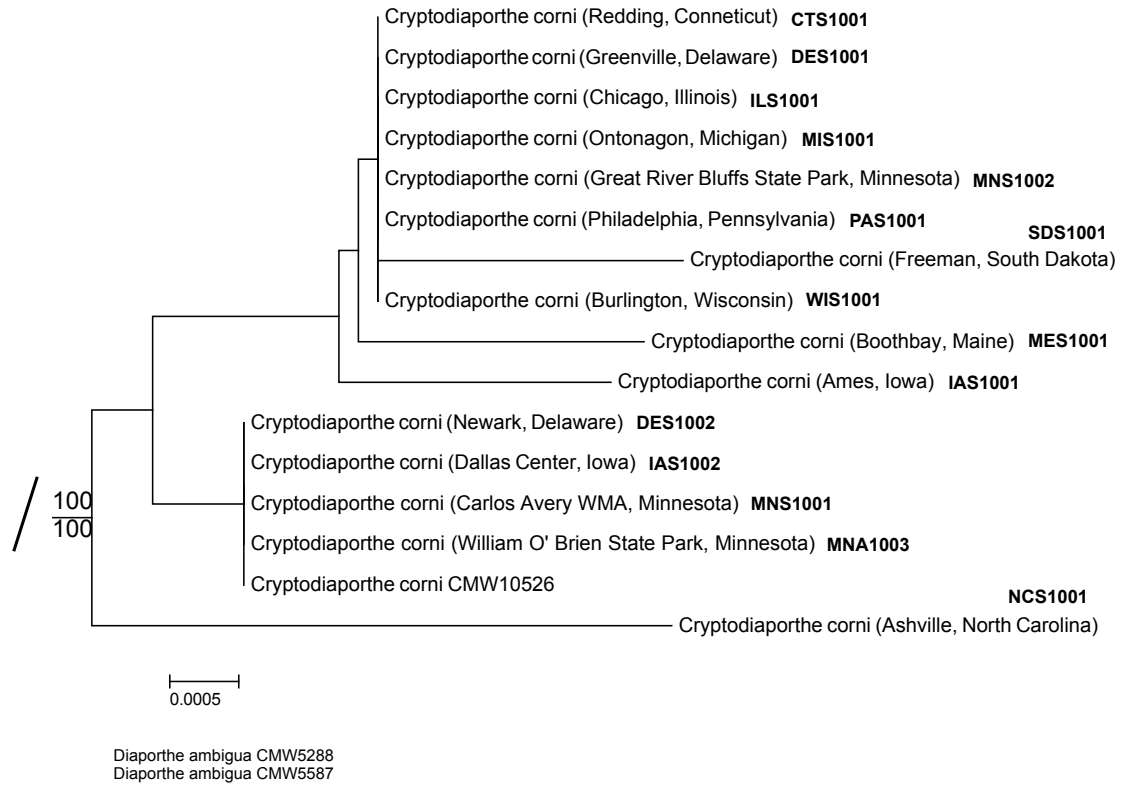 Cryptodiaporthe corni (Redding, Conneticut) CTS1001
Cryptodiaporthe corni (Greenville, Delaware) DES1001
Cryptodiaporthe corni (Chicago, Illinois) ILS1001
Cryptodiaporthe corni (Ontonagon, Michigan) MIS1001
Cryptodiaporthe corni (Great River Bluffs State Park, Minnesota) MNS1002
Cryptodiaporthe corni (Philadelphia, Pennsylvania) PAS1001
SDS1001
Cryptodiaporthe corni (Freeman, South Dakota)
Cryptodiaporthe corni (Burlington, Wisconsin) WIS1001
Cryptodiaporthe corni (Boothbay, Maine) MES1001
Cryptodiaporthe corni (Ames, Iowa) IAS1001
Cryptodiaporthe corni (Newark, Delaware) DES1002
Cryptodiaporthe corni (Dallas Center, Iowa) IAS1002
Cryptodiaporthe corni (Carlos Avery WMA, Minnesota) MNS1001
Cryptodiaporthe corni (William O' Brien State Park, Minnesota) MNA1003
Cryptodiaporthe corni CMW10526
NCS1001
Cryptodiaporthe corni (Ashville, North Carolina)
100
100
0.0005
Diaporthe ambigua CMW5288
Diaporthe ambigua CMW5587